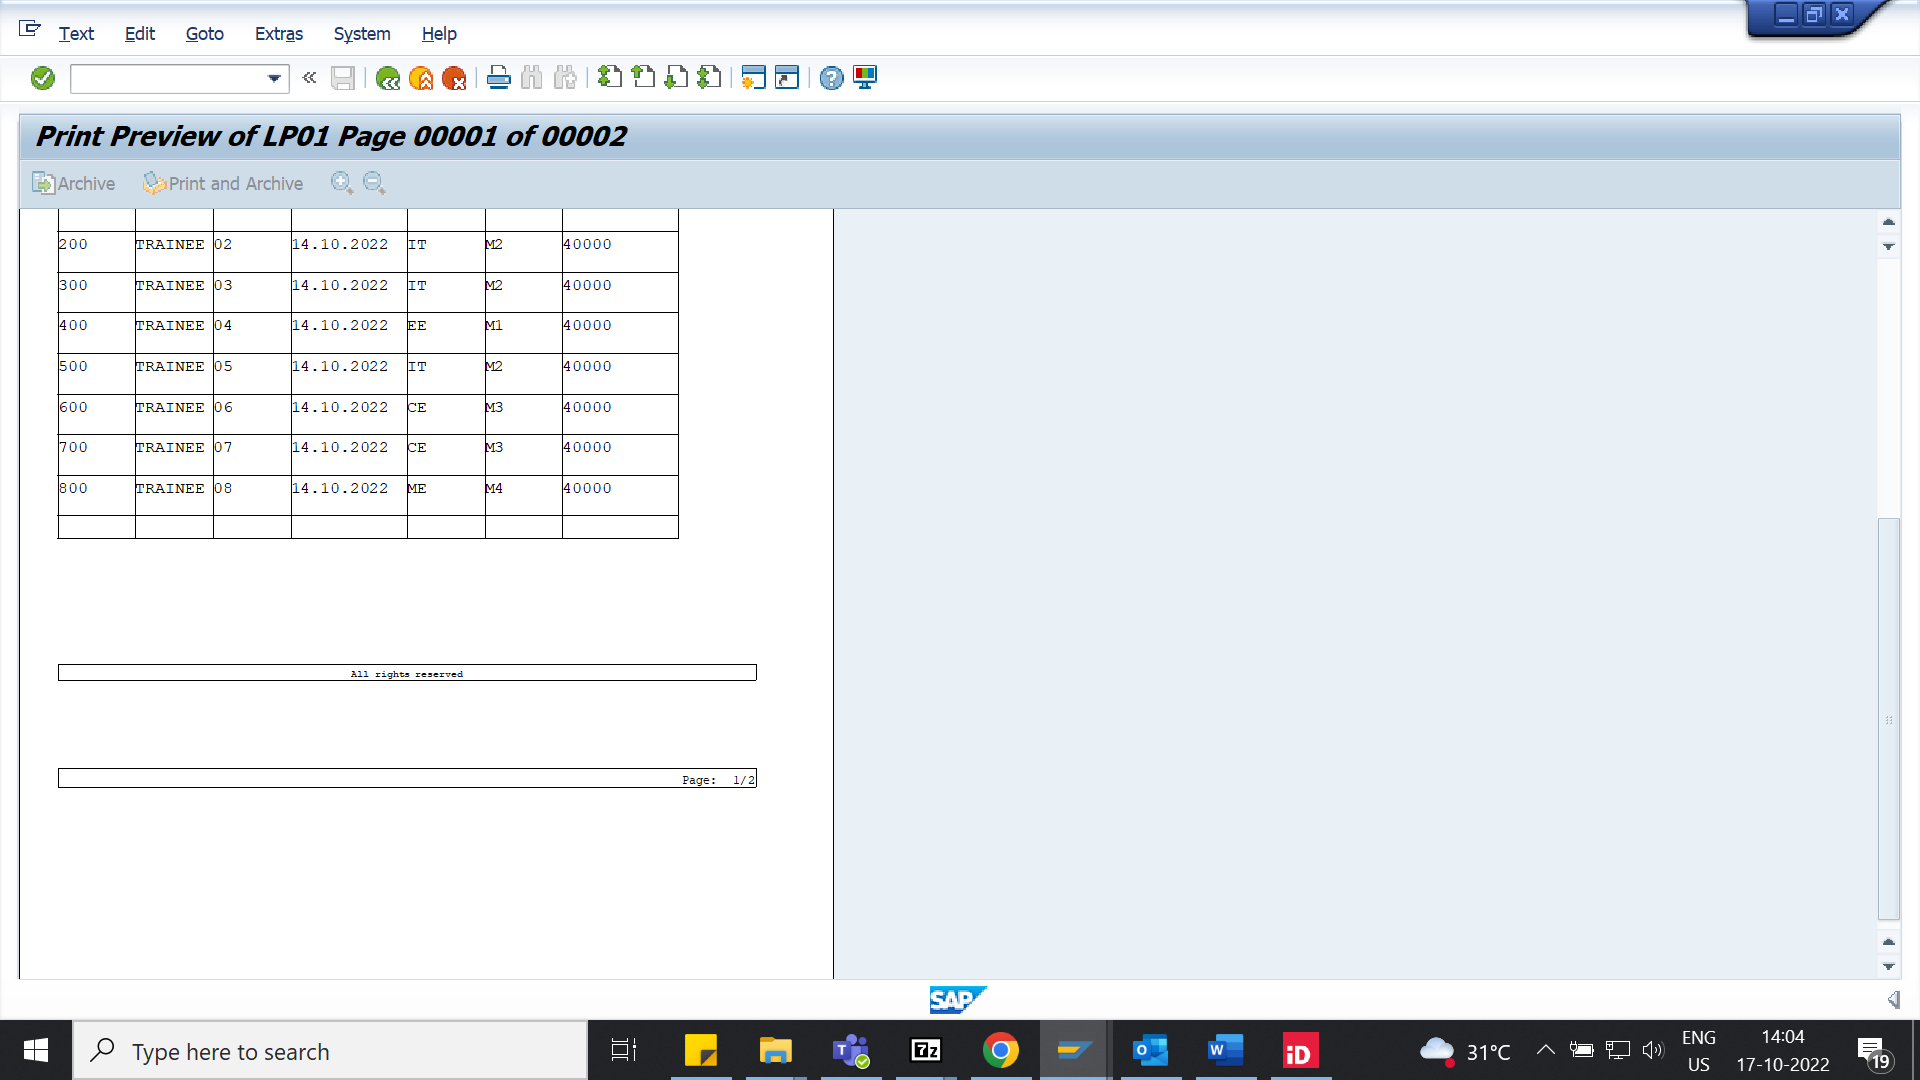 Text Edit Goto Extras System Help
Print Preview of LP01 Page 00001 of 00002
Archive Print and Archive
200 TRAINEE 02 14.10.2022 IT M2 40000
300 TRAINEE 03 14.10.2022 IT M2 40000
400 TRAINEE 04 14.10.2022 EE M1 40000
500 TRAINEE 05 14.10.2022 IT M2 40000
600 TRAINEE 06 14.10.2022 CE M3 40000
700 TRAINEE 07 14.10.2022 CE M3 40000
800 TRAINEE 08 14.10.2022 ME M4 40000
All rights reserved
Page: 1/2
SAP
Type here to search
T
7z
O
W
iD
31°C
ENG
US
14:04
17-10-2022
19